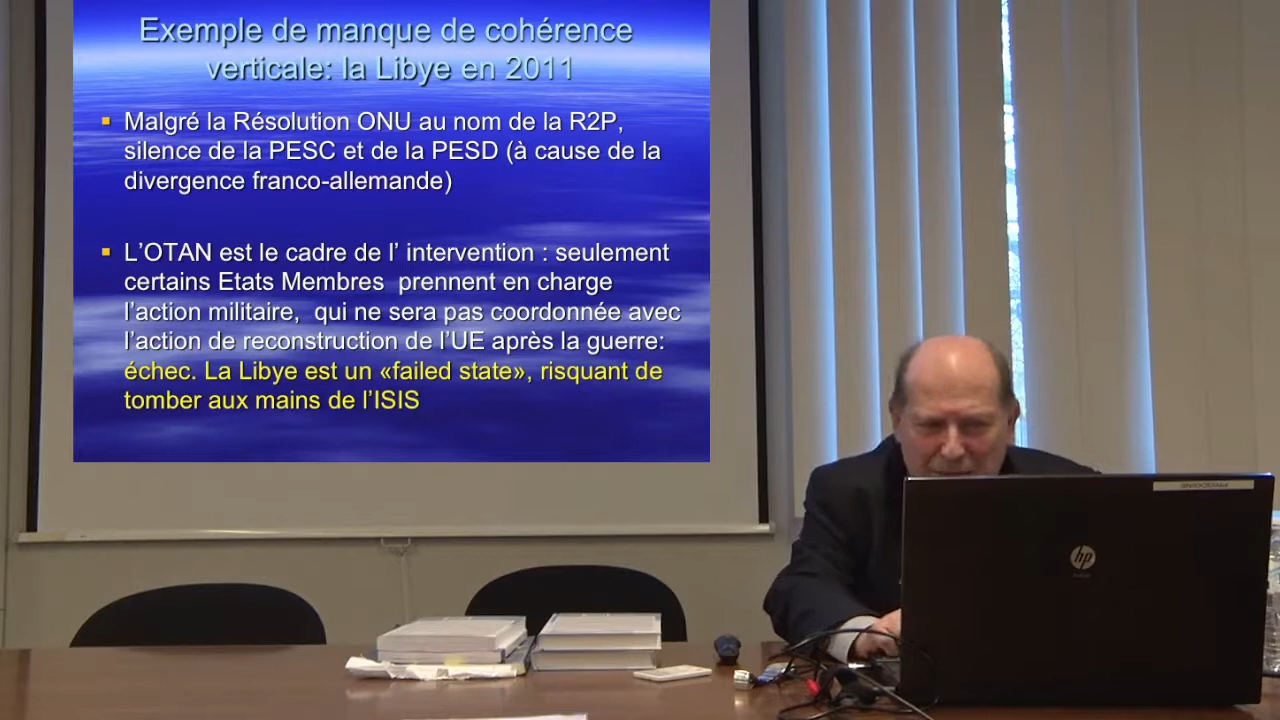 Exemple de manque de cohérence
verticale: la Libye en 2011
Malgré la Résolution ONU au nom de la R2P,
silence de la PESC et de la PESD (à cause de la
divergence franco-allemande)
L'OTAN est le cadre de l' intervention : seulement
certains Etats Membres prennent en charge
l'action militaire, qui ne sera pas coordonnée avec
l'action de reconstruction de l'UE après la guerre:
échec. La Libye est un «failed state», risquant de
tomber aux mains de l'ISIS
hp